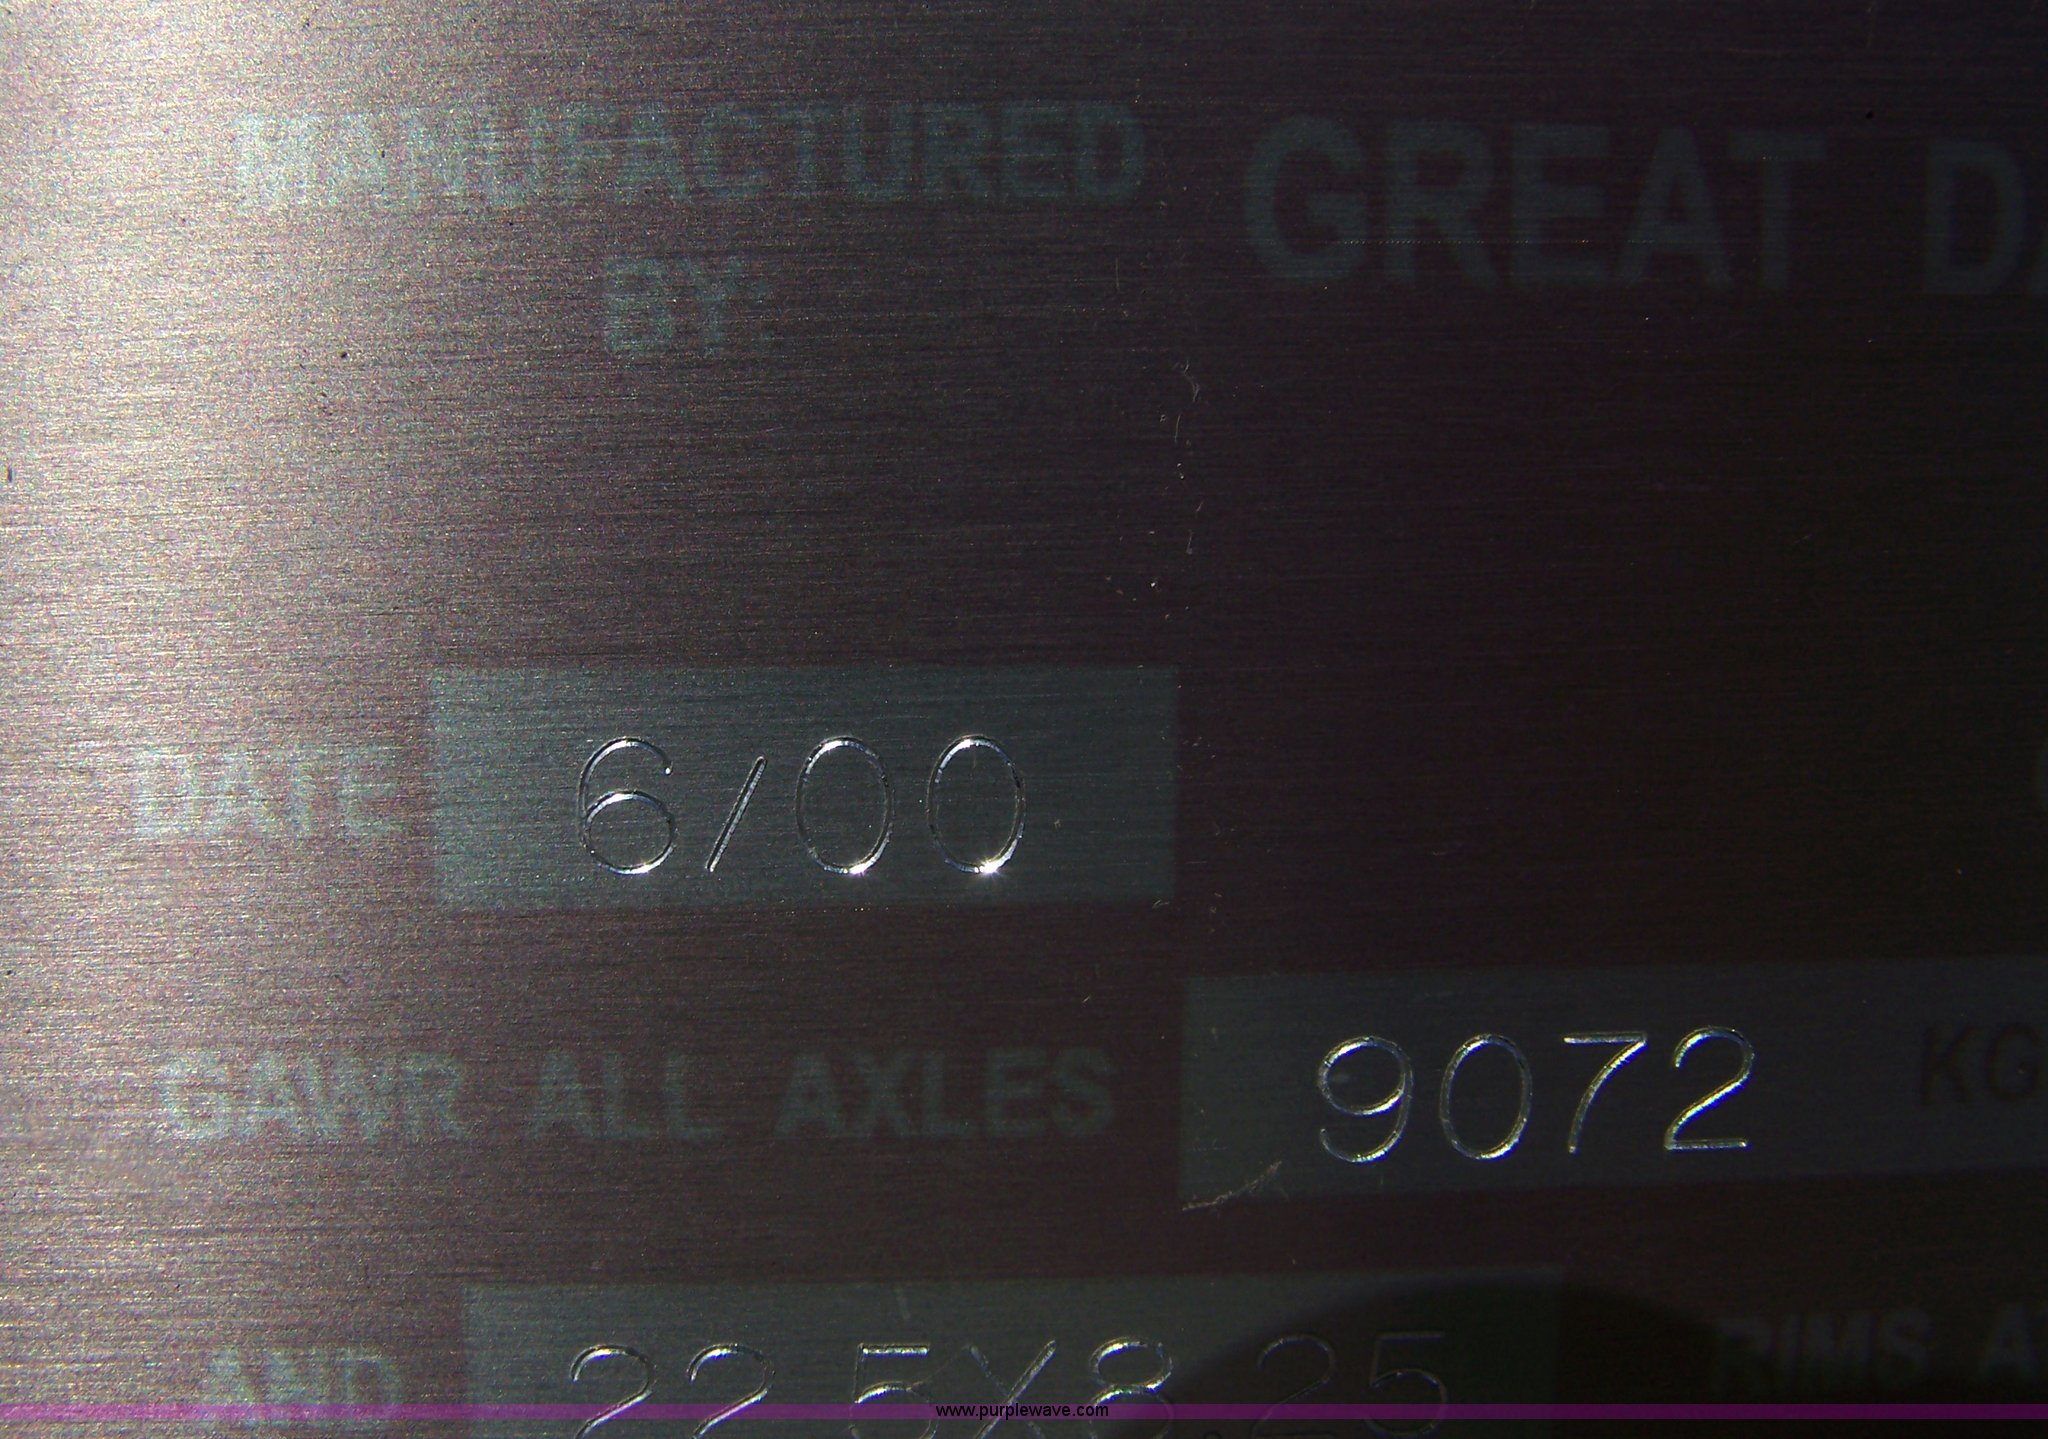 MANUFACTURED GREAT
BY:
DATE 6/00
GAWR ALL AXLES 9072 KG
AND 22.5X8.25 RIMS
www.purplewave.com